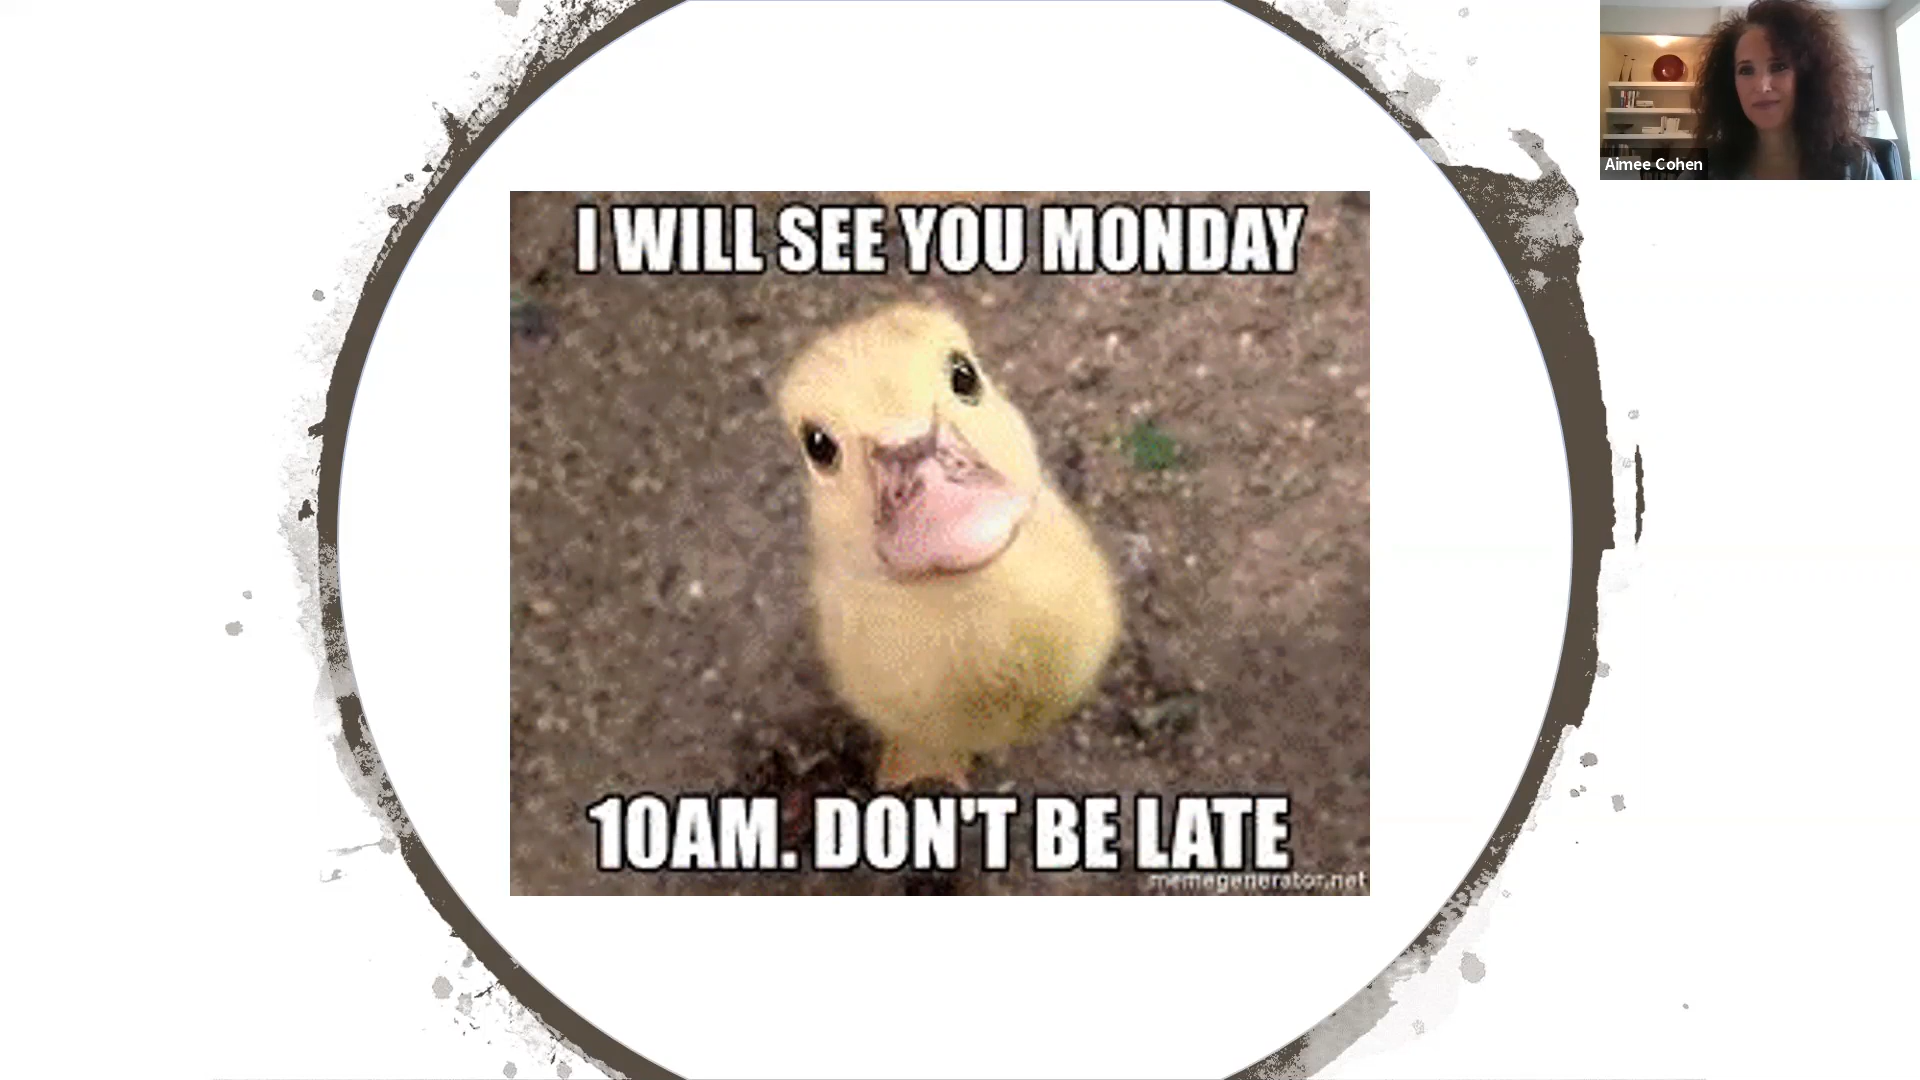 I WILL SEE YOU MONDAY
10AM. DON'T BE LATE
memegenerator.net
Aimee Cohen